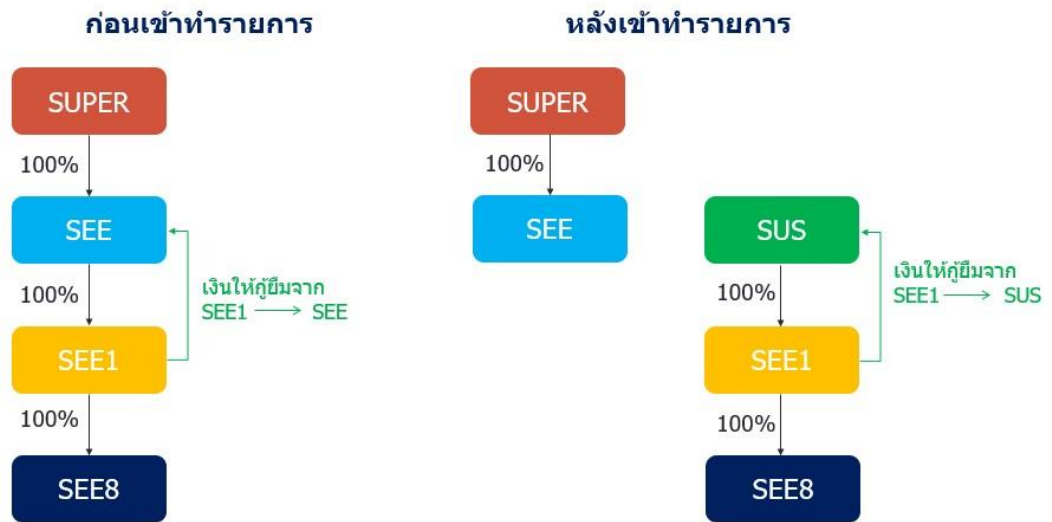 ก่อนเข้าทำรายการ
SUPER
100%
SEE
100%
เงินให้กู้ยืมจาก
SEE1 ⟶ SEE
SEE1
100%
SEE8
หลังเข้าทำรายการ
SUPER
100%
SEE
SUS
100%
เงินให้กู้ยืมจาก
SEE1 ⟶ SUS
SEE1
100%
SEE8